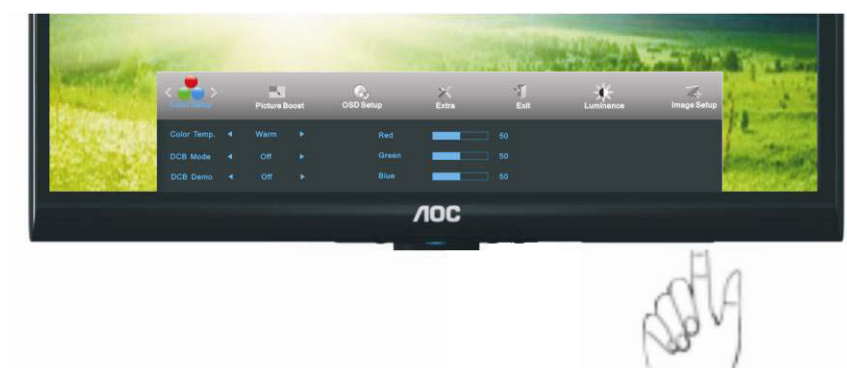 Color Setup Picture Boost OSD Setup Extra Exit Luminence Image Setup
Color Temp. Warm Red 50
DCB Mode Off Green 50
DCB Demo Off Blue 50
AOC